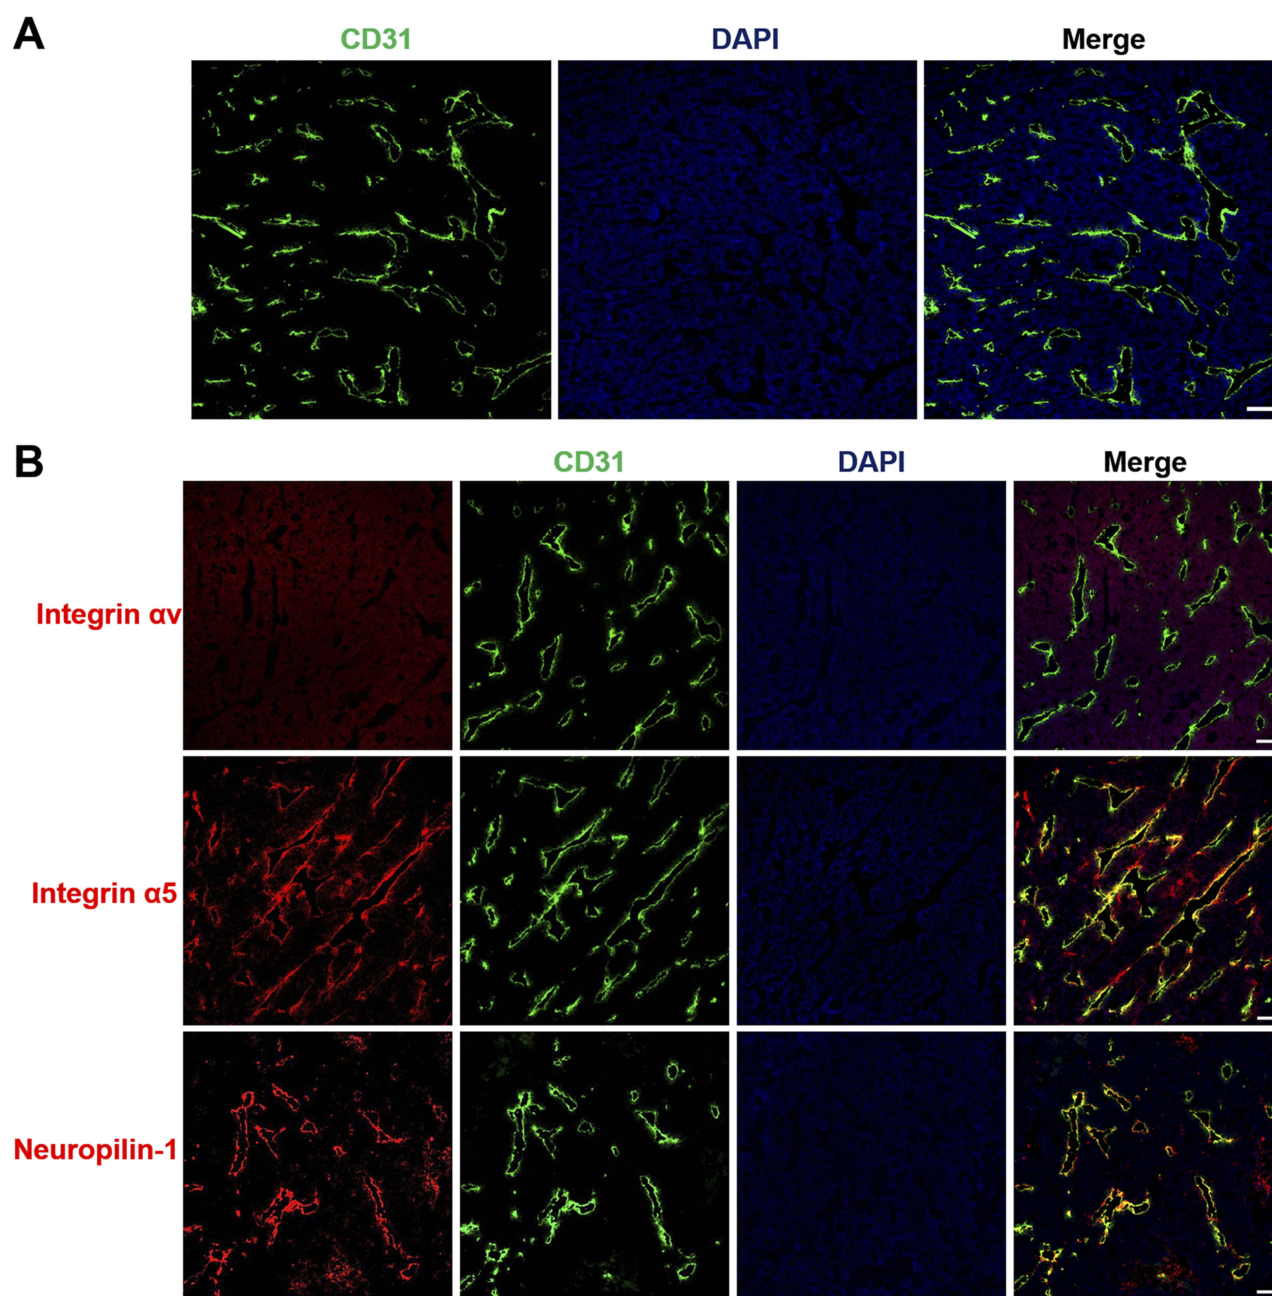 A
CD31 DAPI Merge
B
CD31 DAPI Merge
Integrin αv
Integrin α5
Neuropilin-1